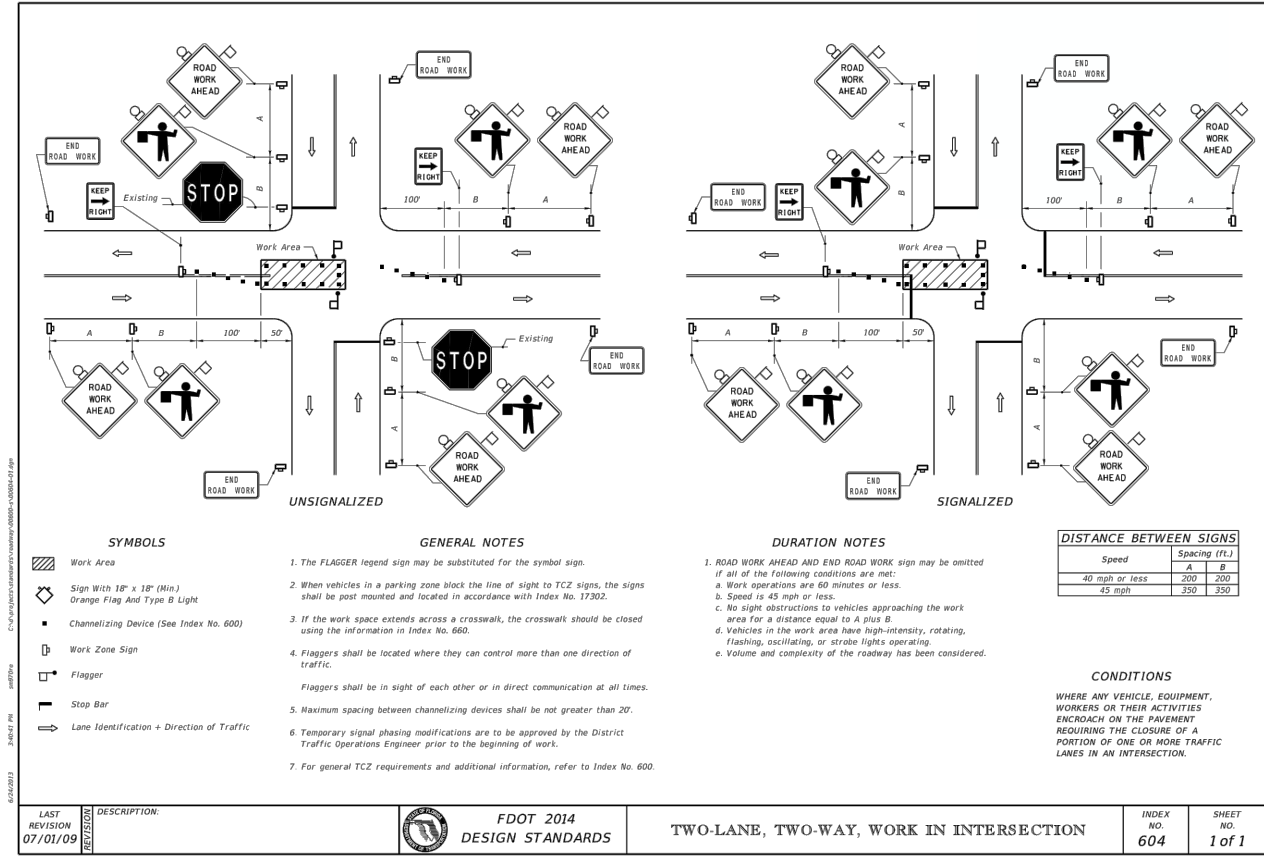 ROAD
WORK
AHEAD
END
ROAD WORK
A
END
ROAD WORK
KEEP
RIGHT
ROAD
WORK
AHEAD
KEEP
RIGHT
Existing
STOP
B
100'
B
A
Work Area
A
B
100'
50'
ROAD
WORK
AHEAD
B
STOP
Existing
END
ROAD WORK
A
ROAD
WORK
AHEAD
END
ROAD WORK
UNSIGNALIZED
ROAD
WORK
AHEAD
END
ROAD WORK
A
KEEP
RIGHT
ROAD
WORK
AHEAD
END
ROAD WORK
KEEP
RIGHT
B
100'
B
A
Work Area
A
B
100'
50'
ROAD
WORK
AHEAD
B
END
ROAD WORK
A
ROAD
WORK
AHEAD
END
ROAD WORK
SIGNALIZED
SYMBOLS
Work Area
Sign With 18" x 18" (Min.)
Orange Flag And Type B Light
Channelizing Device (See Index No. 600)
Work Zone Sign
Flagger
Stop Bar
Lane Identification + Direction of Traffic
GENERAL NOTES
1. The FLAGGER legend sign may be substituted for the symbol sign.
2. When vehicles in a parking zone block the line of sight to TCZ signs, the signs
shall be post mounted and located in accordance with Index No. 17302.
3. If the work space extends across a crosswalk, the crosswalk should be closed
using the information in Index No. 660.
4. Flaggers shall be located where they can control more than one direction of
traffic.
Flaggers shall be in sight of each other or in direct communication at all times.
5. Maximum spacing between channelizing devices shall be not greater than 20'.
6. Temporary signal phasing modifications are to be approved by the District
Traffic Operations Engineer prior to the beginning of work.
7. For general TCZ requirements and additional information, refer to Index No. 600.
DURATION NOTES
1. ROAD WORK AHEAD AND END ROAD WORK sign may be omitted
if all of the following conditions are met:
a. Work operations are 60 minutes or less.
b. Speed is 45 mph or less.
c. No sight obstructions to vehicles approaching the work
area for a distance equal to A plus B.
d. Vehicles in the work area have high-intensity, rotating,
flashing, oscillating, or strobe lights operating.
e. Volume and complexity of the roadway has been considered.
DISTANCE BETWEEN SIGNS
Speed Spacing (ft.)
A B
40 mph or less 200 200
45 mph 350 350
CONDITIONS
WHERE ANY VEHICLE, EQUIPMENT,
WORKERS OR THEIR ACTIVITIES
ENCROACH ON THE PAVEMENT
REQUIRING THE CLOSURE OF A
PORTION OF ONE OR MORE TRAFFIC
LANES IN AN INTERSECTION.
6/24/2013 3:40:41 PM
LAST
REVISION
07/01/09
REVISION
DESCRIPTION:
FDOT 2014
DESIGN STANDARDS
TWO-LANE, TWO-WAY, WORK IN INTERSECTION
INDEX
NO.
604
SHEET
NO.
1 of 1